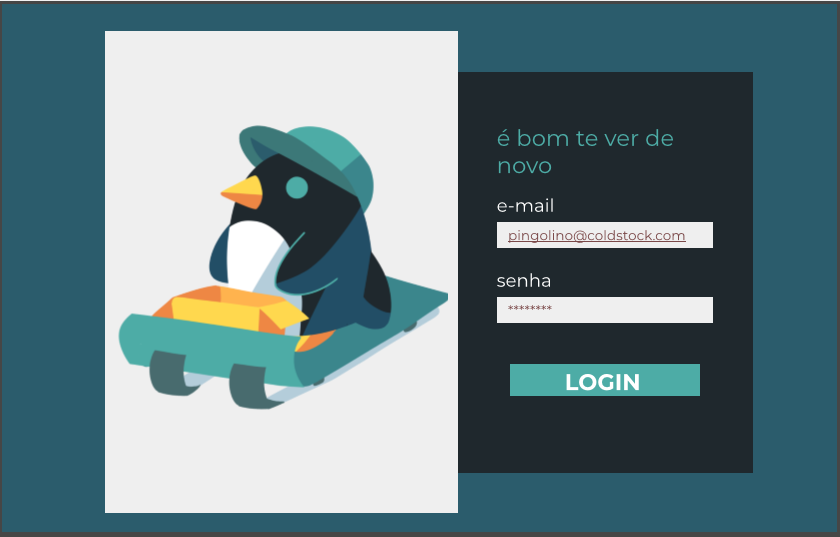 é bom te ver de
novo
e-mail
pingolino@coldstock.com
senha
********
LOGIN